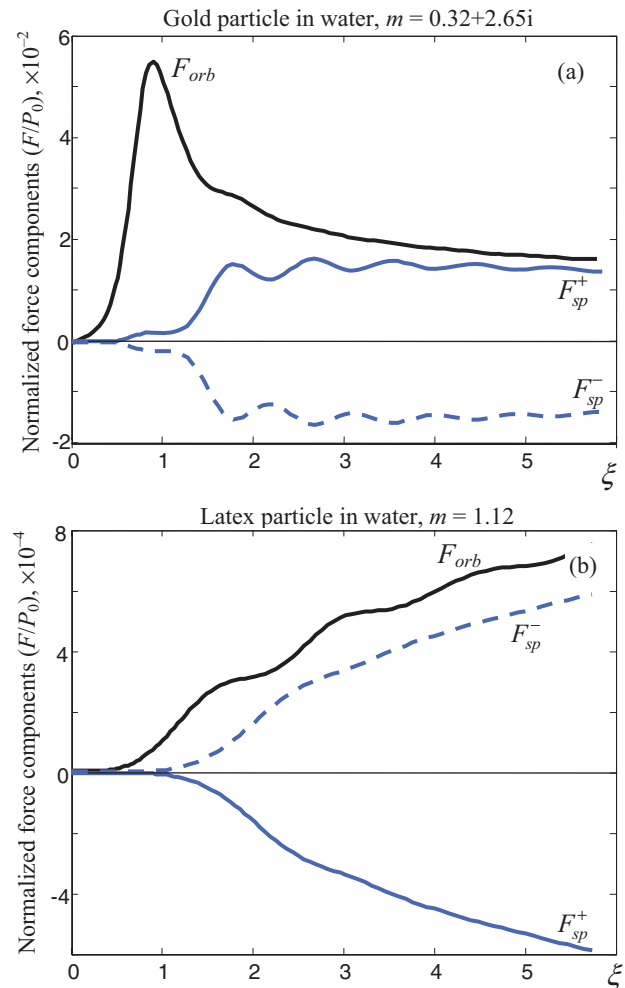 Gold particle in water, m = 0.32+2.65i
Normalized force components (F/P₀), ×10⁻²
6
4
2
0
-2
(a)
F_orb
F_sp^+
F_sp^-
0 1 2 3 4 5 ξ
Latex particle in water, m = 1.12
Normalized force components (F/P₀), ×10⁻⁴
8
4
0
-4
F_orb
(b)
F_sp^-
F_sp^+
0 1 2 3 4 5 ξ